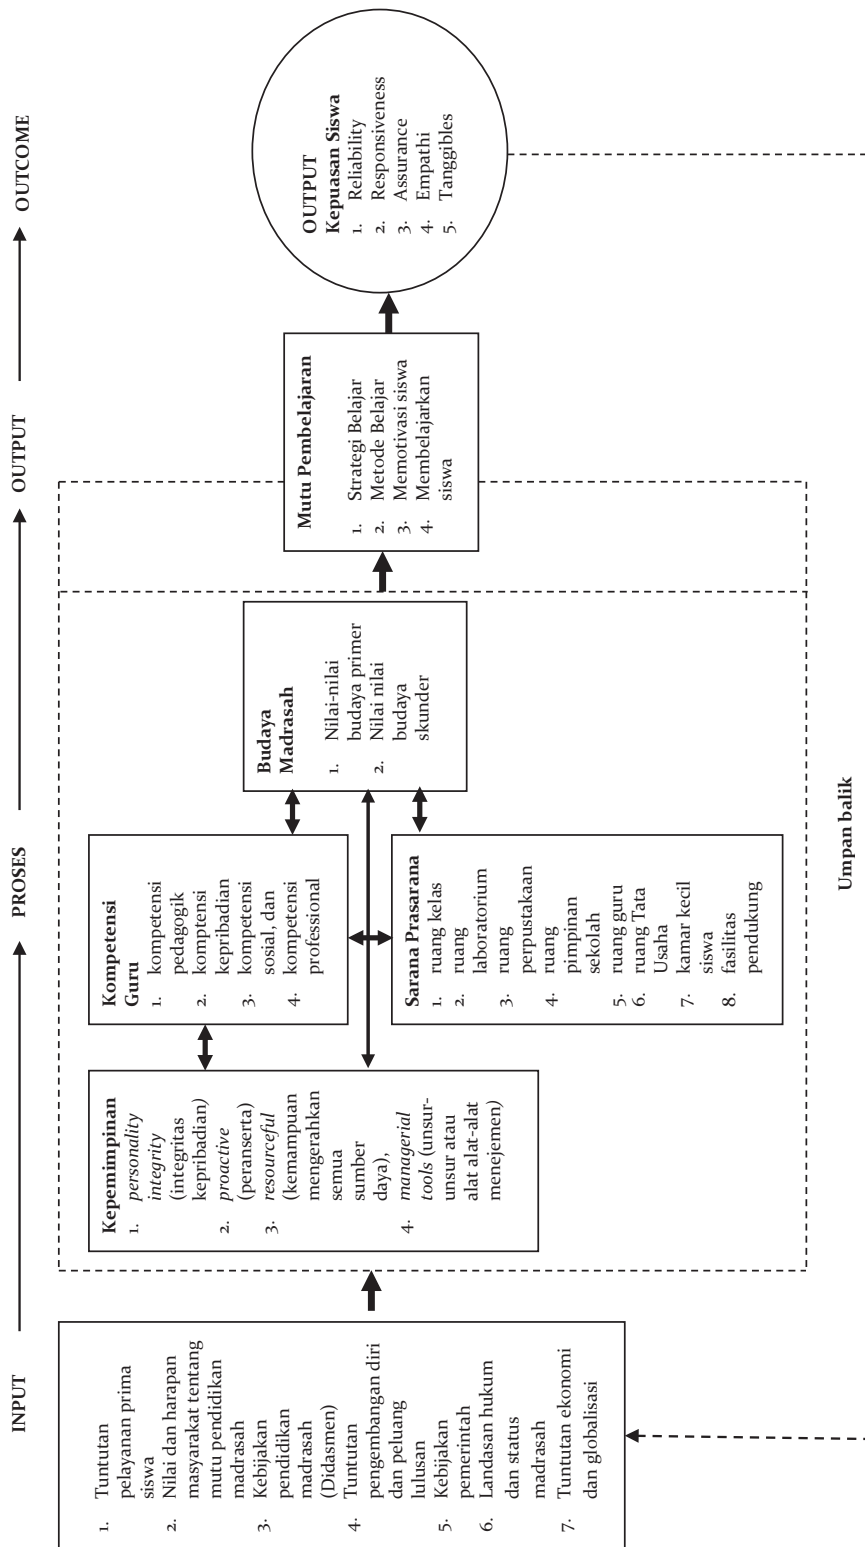 INPUT
PROSES
OUTPUT
OUTCOME
1. Tuntutan
pelayanan prima
siswa
2. Nilai dan harapan
masyarakat tentang
mutu pendidikan
madrasah
3. Kebijakan
pendidikan
madrasah
(Didasmen)
4. Tuntutan
pengembangan diri
dan peluang
lulusan
5. Kebijakan
pemerintah
6. Landasan hukum
dan status
madrasah
7. Tuntutan ekonomi
dan globalisasi
Kepemimpinan
1. personality
integrity
(integritas
kepribadian)
2. proactive
(peranserta)
3. resourceful
(kemampuan
mengerahkan
semua
sumber
daya),
4. managerial
tools (unsur-
unsur atau
alat alat-alat
menejemen)
Kompetensi
Guru
1. kompetensi
pedagogik
2. komptensi
kepribadian
3. kompetensi
sosial, dan
4. kompetensi
professional
Sarana Prasarana
1. ruang kelas
2. ruang
laboratorium
3. ruang
perpustakaan
4. ruang
pimpinan
sekolah
5. ruang guru
6. ruang Tata
Usaha
7. kamar kecil
siswa
8. fasilitas
pendukung
Budaya
Madrasah
1. Nilai-nilai
budaya primer
2. Nilai nilai
budaya
skunder
Mutu Pembelajaran
1. Strategi Belajar
2. Metode Belajar
3. Memotivasi siswa
4. Membelajarkan
siswa
OUTPUT
Kepuasan Siswa
1. Reliability
2. Responsiveness
3. Assurance
4. Empathi
5. Tanggibles
Umpan balik